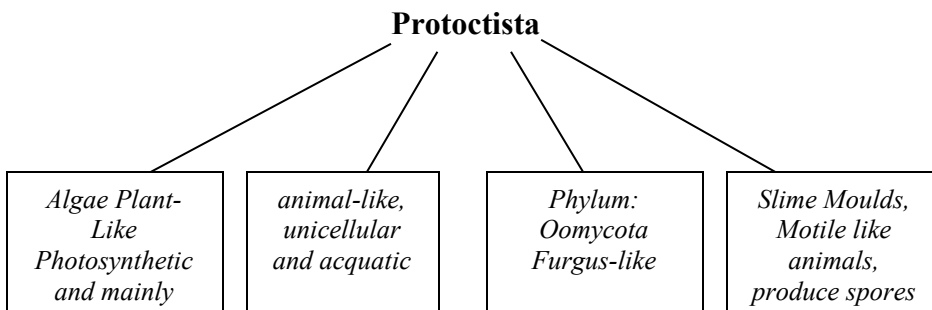 Protoctista
Algae Plant-
Like
Photosynthetic
and mainly
animal-like,
unicellular
and acquatic
Phylum:
Oomycota
Furgus-like
Slime Moulds,
Motile like
animals,
produce spores